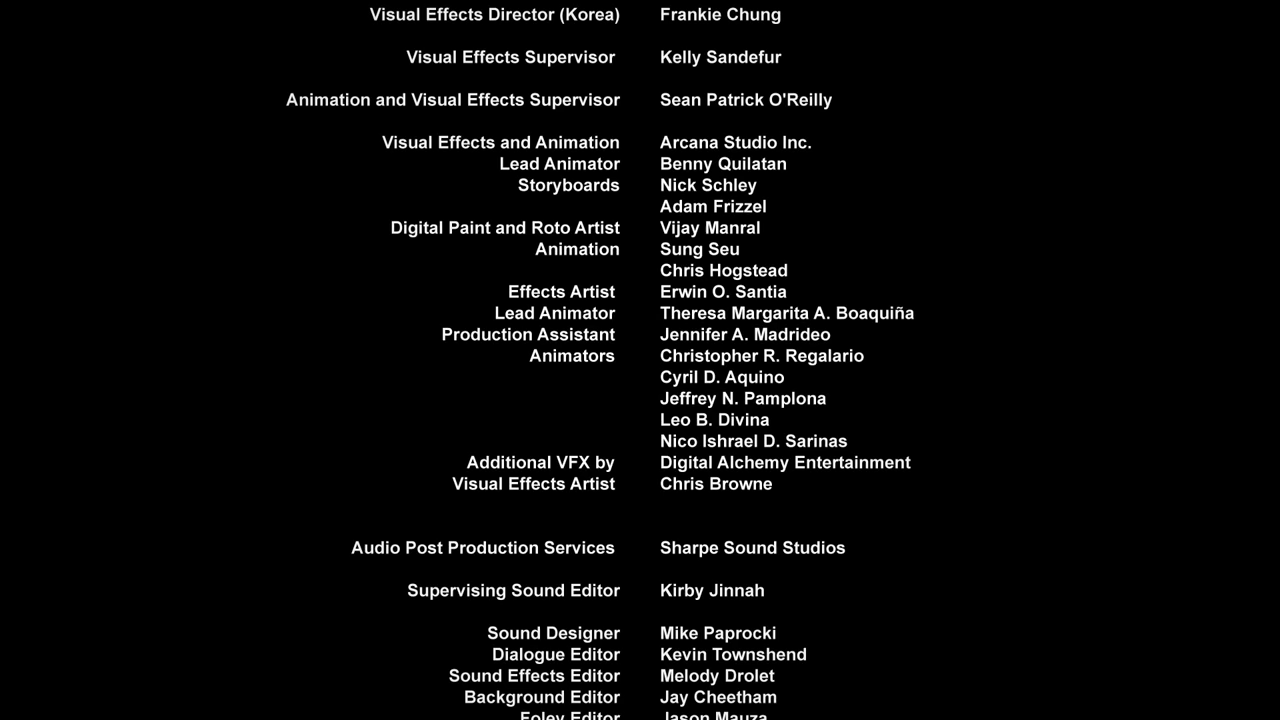 Visual Effects Director (Korea) Frankie Chung
Visual Effects Supervisor Kelly Sandefur
Animation and Visual Effects Supervisor Sean Patrick O'Reilly
Visual Effects and Animation Arcana Studio Inc.
Lead Animator Benny Quilatan
Storyboards Nick Schley
Adam Frizzel
Digital Paint and Roto Artist Vijay Manral
Animation Sung Seu
Chris Hogstead
Effects Artist Erwin O. Santia
Lead Animator Theresa Margarita A. Boaquiña
Production Assistant Jennifer A. Madrideo
Animators Christopher R. Regalario
Cyril D. Aquino
Jeffrey N. Pamplona
Leo B. Divina
Nico Ishrael D. Sarinas
Additional VFX by Digital Alchemy Entertainment
Visual Effects Artist Chris Browne
Audio Post Production Services Sharpe Sound Studios
Supervising Sound Editor Kirby Jinnah
Sound Designer Mike Paprocki
Dialogue Editor Kevin Townshend
Sound Effects Editor Melody Drolet
Background Editor Jay Cheetham
Foley Editor Jason Mauza